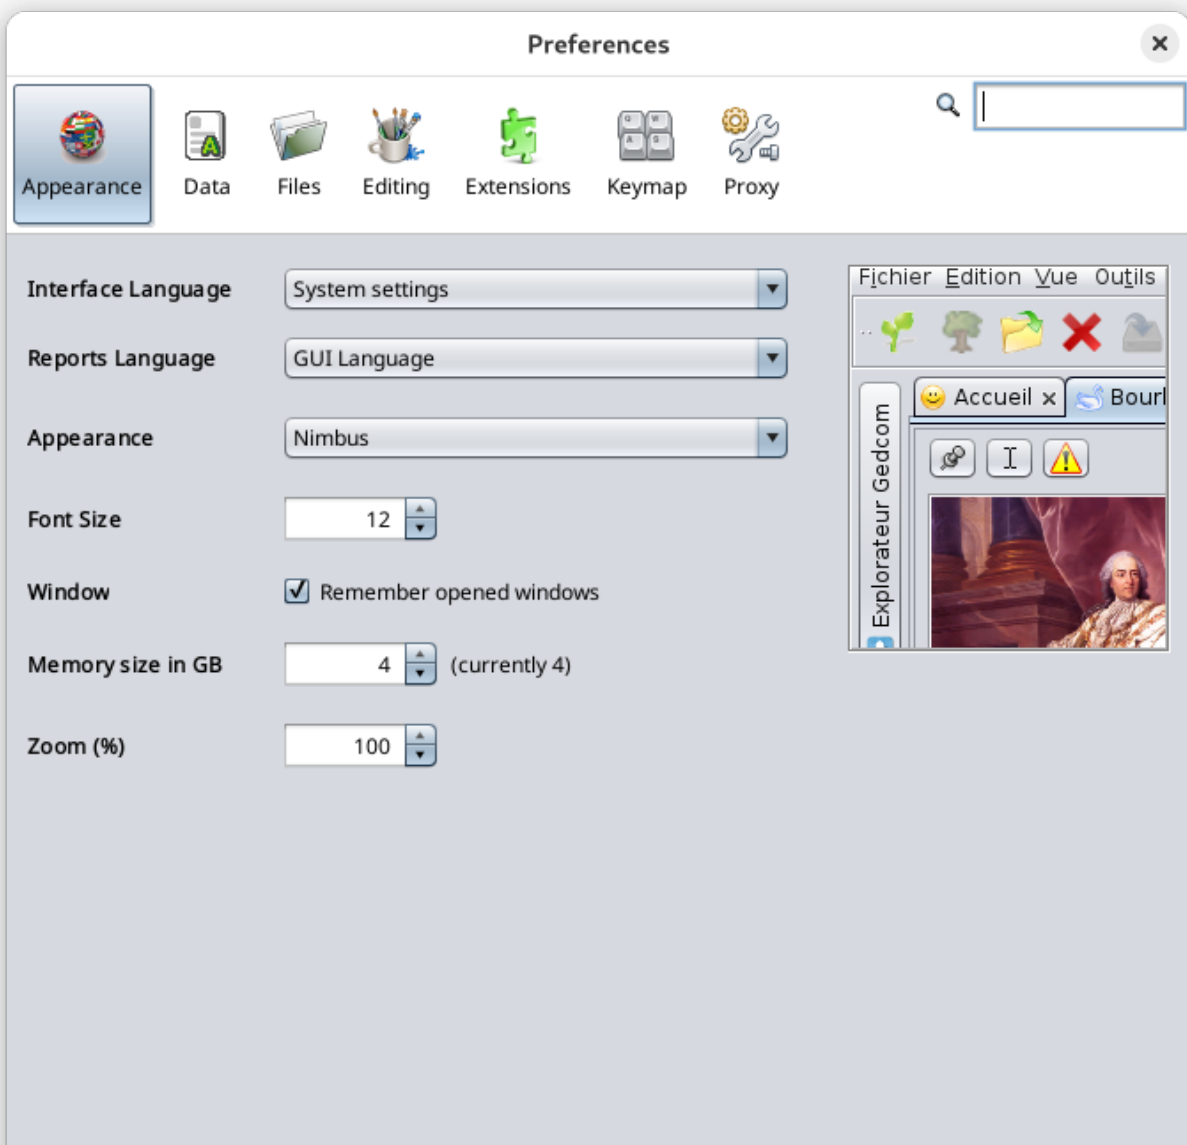 Preferences
Appearance
Data
Files
Editing
Extensions
Keymap
Proxy
Interface Language
System settings
Reports Language
GUI Language
Appearance
Nimbus
Font Size
12
Window
Remember opened windows
Memory size in GB
4
(currently 4)
Zoom (%)
100
Fichier Edition Vue Outils
Accueil
Explorateur Gedcom